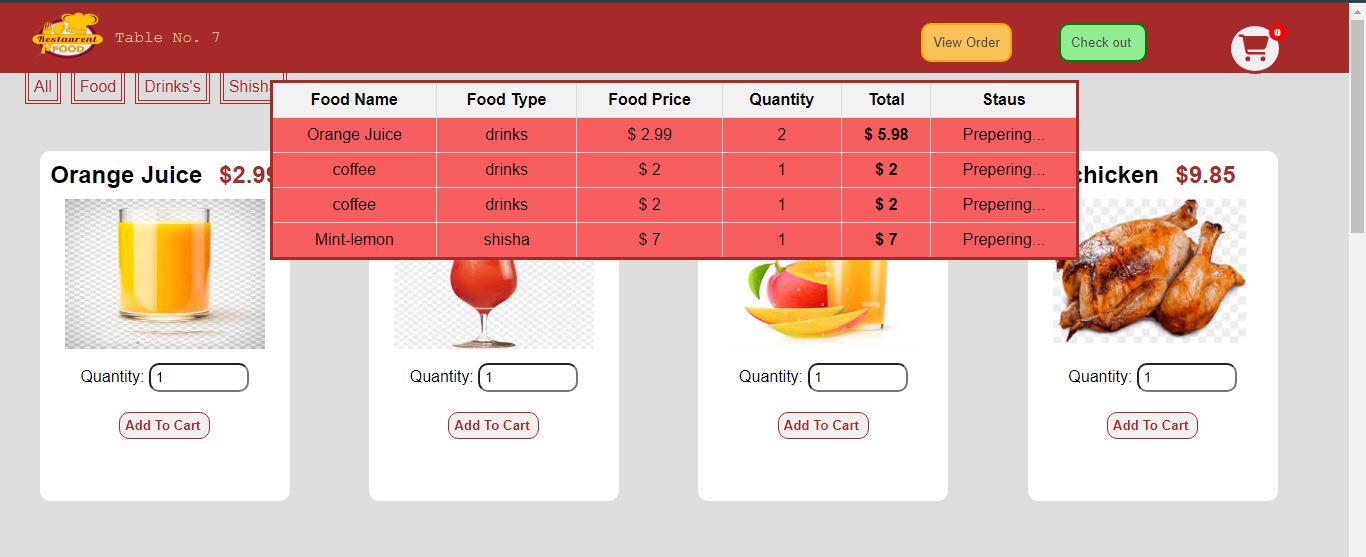 Restaurent
FOOD
Table No. 7
View Order
Check out
0
All
Food
Drinks's
Shisha
Food Name Food Type Food Price Quantity Total Staus
Orange Juice drinks $ 2.99 2 $ 5.98 Prepering...
coffee drinks $ 2 1 $ 2 Prepering...
coffee drinks $ 2 1 $ 2 Prepering...
Mint-lemon shisha $ 7 1 $ 7 Prepering...
Orange Juice $2.99
chicken $9.85
Quantity: 1
Add To Cart
Quantity: 1
Add To Cart
Quantity: 1
Add To Cart
Quantity: 1
Add To Cart